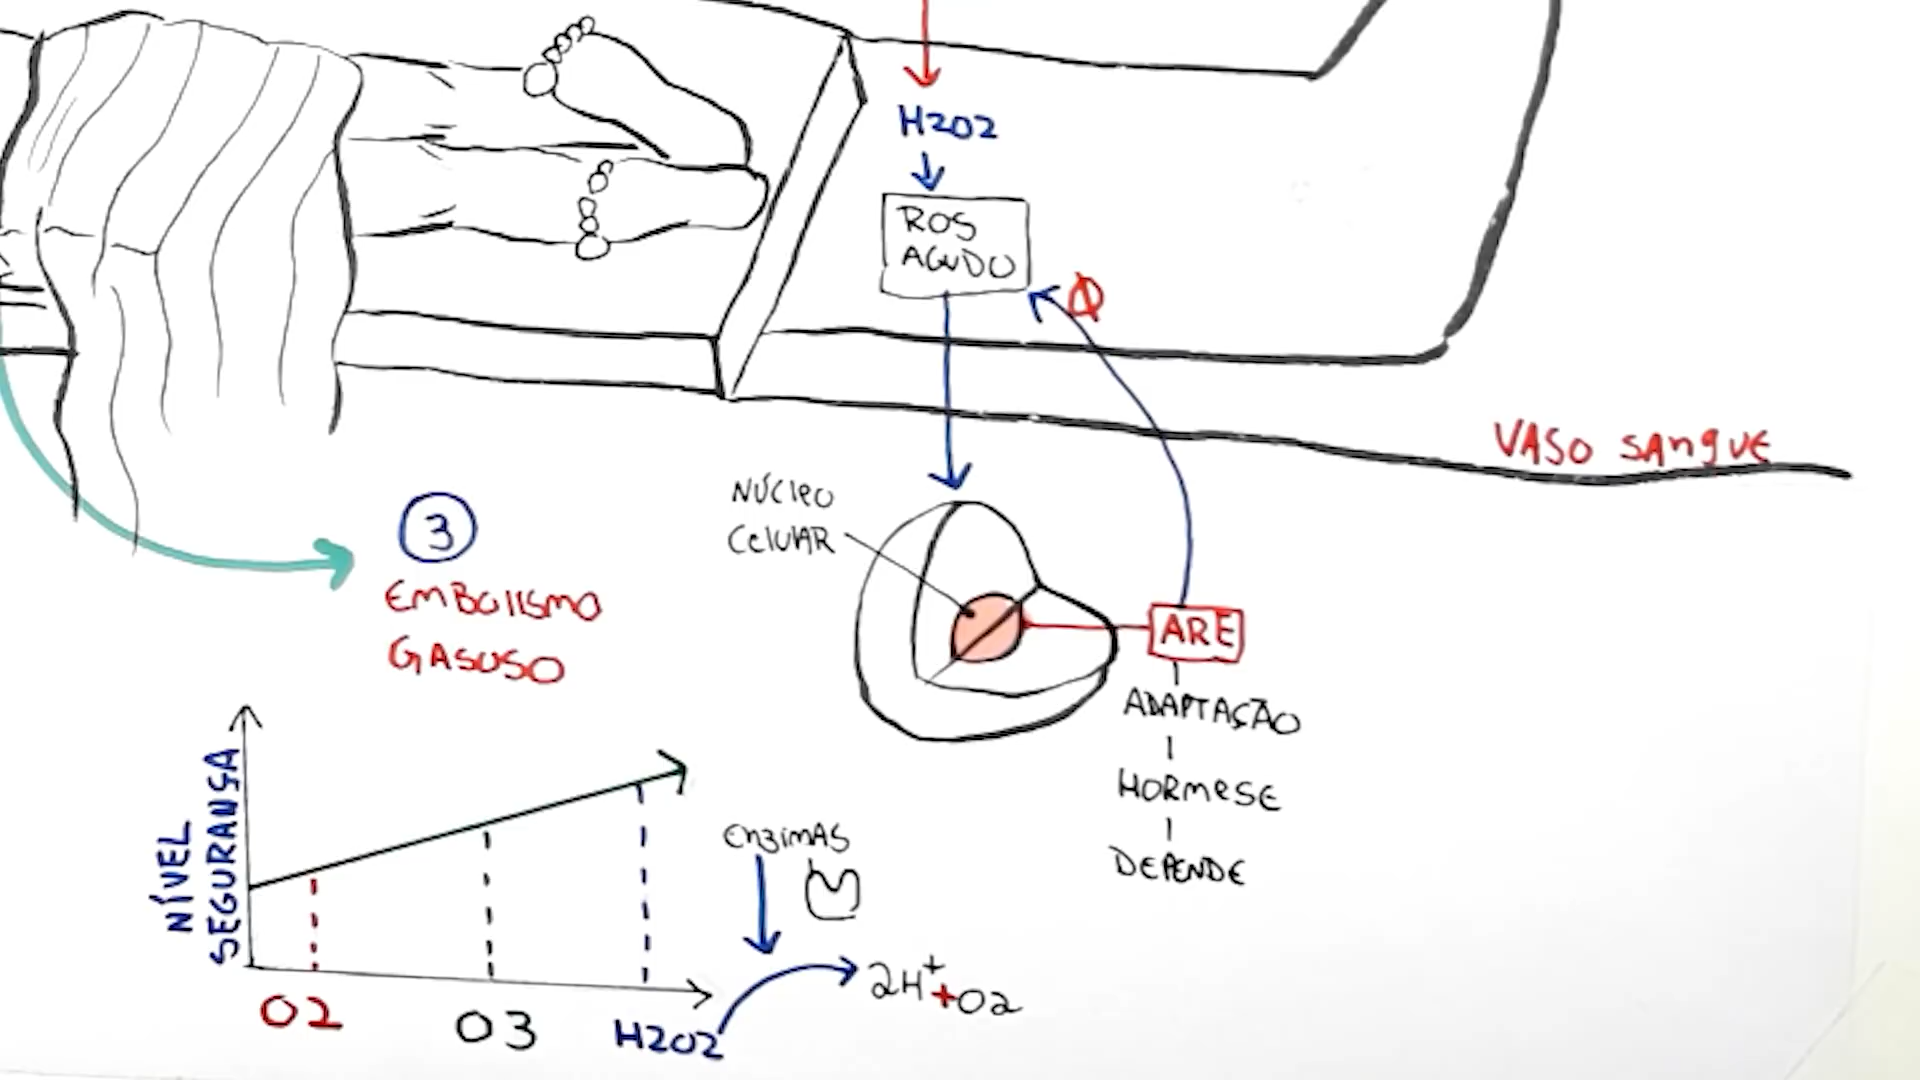 H2O2
ROS
AGUDO
Φ
VASO SANGUE
NÚCLEO
CELULAR
3
EMBOLISMO
GASOSO
ARE
ADAPTAÇÃO
HORMESE
DEPENDE
NÍVEL
SEGURANÇA
ENZIMAS
2H⁺+O2
O2
O3
H2O2